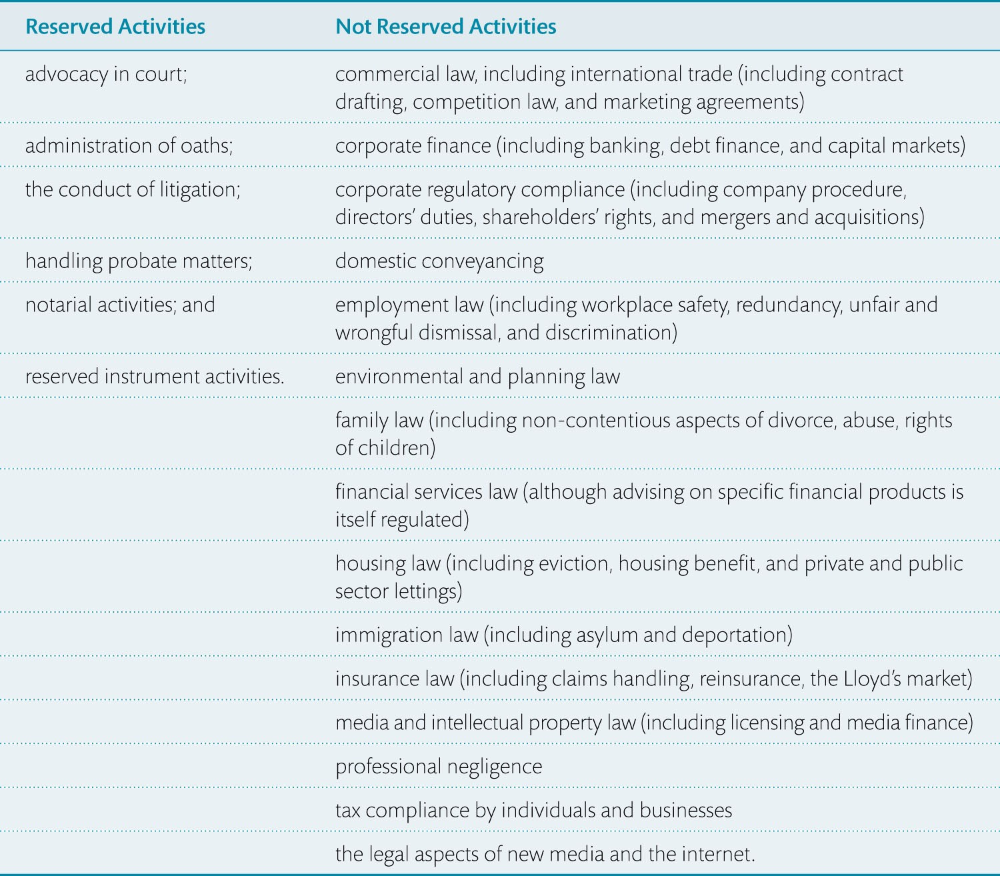 Reserved Activities Not Reserved Activities
advocacy in court; commercial law, including international trade (including contract
drafting, competition law, and marketing agreements)
administration of oaths; corporate finance (including banking, debt finance, and capital markets)
the conduct of litigation; corporate regulatory compliance (including company procedure,
directors’ duties, shareholders’ rights, and mergers and acquisitions)
handling probate matters; domestic conveyancing
notarial activities; and employment law (including workplace safety, redundancy, unfair and
wrongful dismissal, and discrimination)
reserved instrument activities. environmental and planning law
family law (including non-contentious aspects of divorce, abuse, rights
of children)
financial services law (although advising on specific financial products is
itself regulated)
housing law (including eviction, housing benefit, and private and public
sector lettings)
immigration law (including asylum and deportation)
insurance law (including claims handling, reinsurance, the Lloyd’s market)
media and intellectual property law (including licensing and media finance)
professional negligence
tax compliance by individuals and businesses
the legal aspects of new media and the internet.